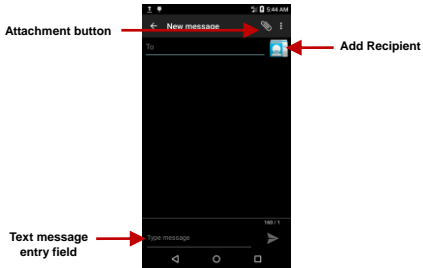 5:44 AM
Attachment button
New message
To
Add Recipient
160 / 1
Text message
entry field
Type message